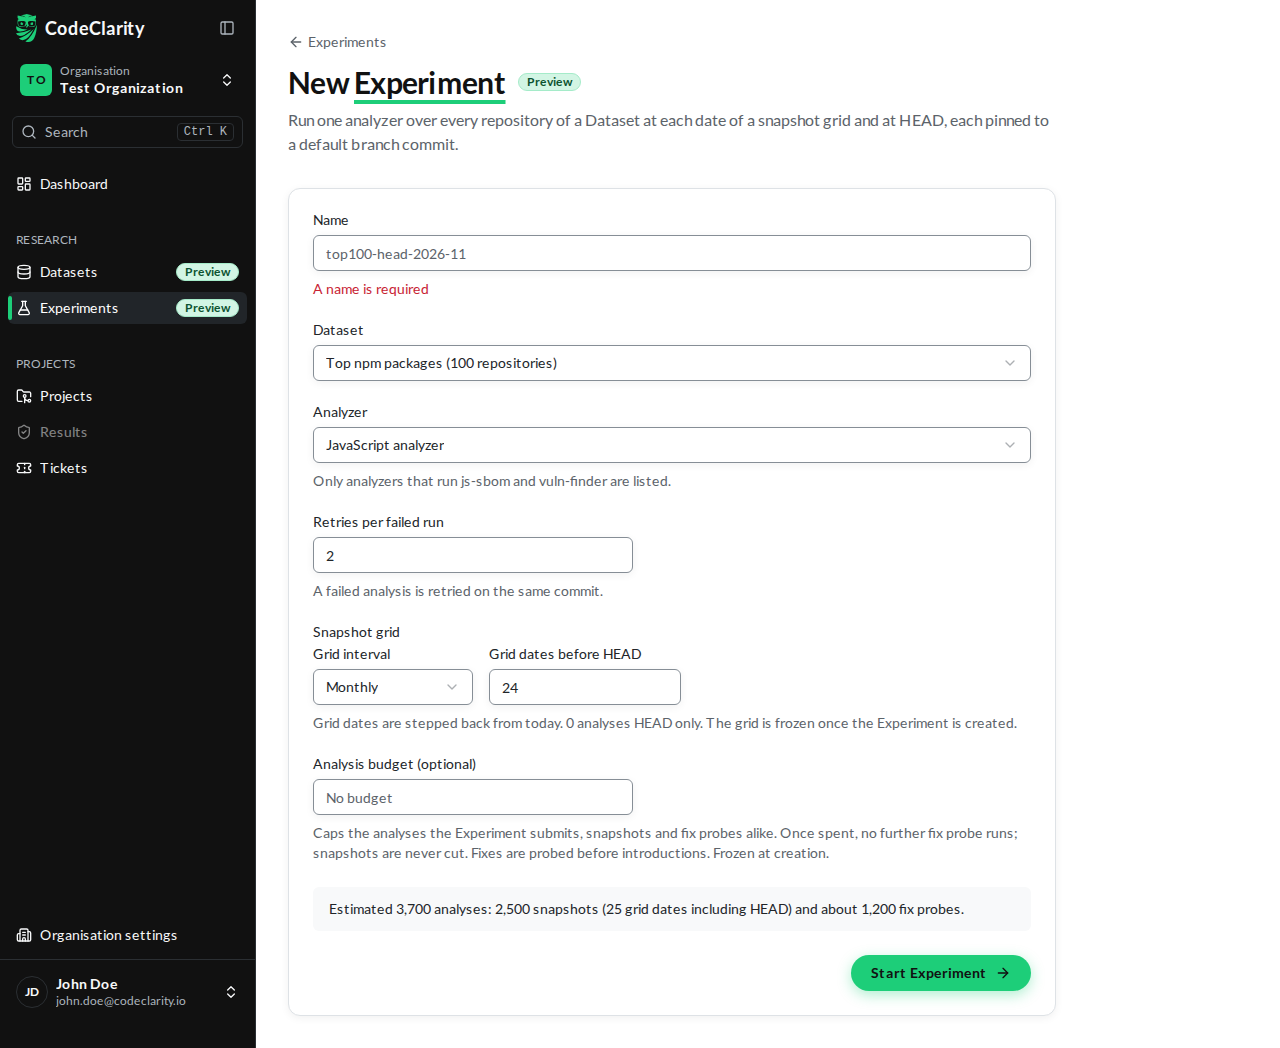 CodeClarity
TO
Organisation
Test Organization
Search
Ctrl K
Dashboard
RESEARCH
Datasets
Preview
Experiments
Preview
PROJECTS
Projects
Results
Tickets
Organisation settings
JD
John Doe
john.doe@codeclarity.io
Experiments
New Experiment
Preview
Run one analyzer over every repository of a Dataset at each date of a snapshot grid and at HEAD, each pinned to
a default branch commit.
Name
top100-head-2026-11
A name is required
Dataset
Top npm packages (100 repositories)
Analyzer
JavaScript analyzer
Only analyzers that run js-sbom and vuln-finder are listed.
Retries per failed run
2
A failed analysis is retried on the same commit.
Snapshot grid
Grid interval
Grid dates before HEAD
Monthly
24
Grid dates are stepped back from today. 0 analyses HEAD only. The grid is frozen once the Experiment is created.
Analysis budget (optional)
No budget
Caps the analyses the Experiment submits, snapshots and fix probes alike. Once spent, no further fix probe runs;
snapshots are never cut. Fixes are probed before introductions. Frozen at creation.
Estimated 3,700 analyses: 2,500 snapshots (25 grid dates including HEAD) and about 1,200 fix probes.
Start Experiment